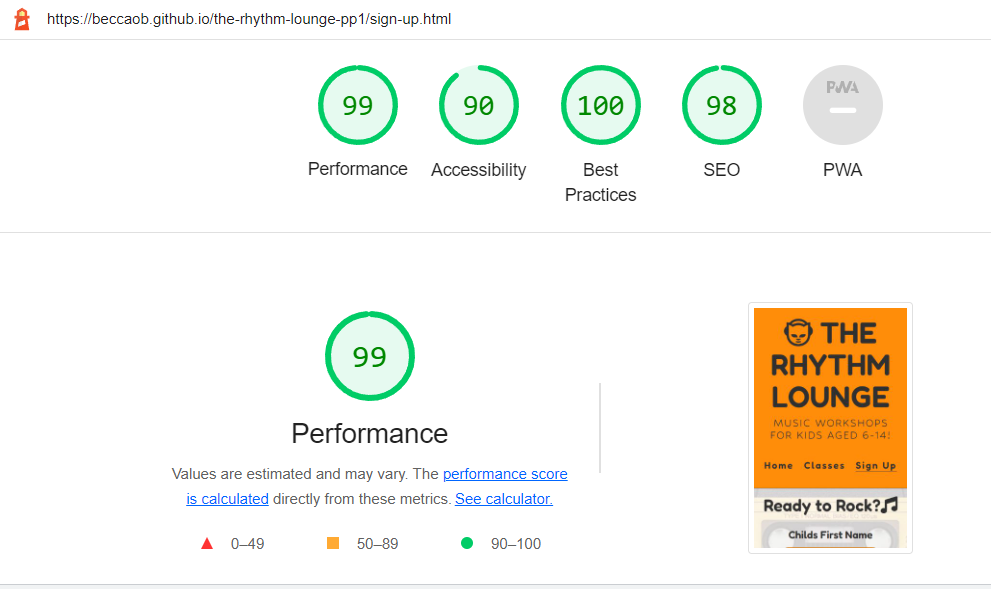 https://beccaob.github.io/the-rhythm-lounge-pp1/sign-up.html
99
90
100
98
PWA
Performance
Accessibility
Best
Practices
SEO
PWA
99
Performance
Values are estimated and may vary. The performance score
is calculated directly from these metrics. See calculator.
0–49
50–89
90–100
THE
RHYTHM
LOUNGE
MUSIC WORKSHOPS
FOR KIDS AGED 6-14!
Home Classes Sign Up
Ready to Rock?
Childs First Name